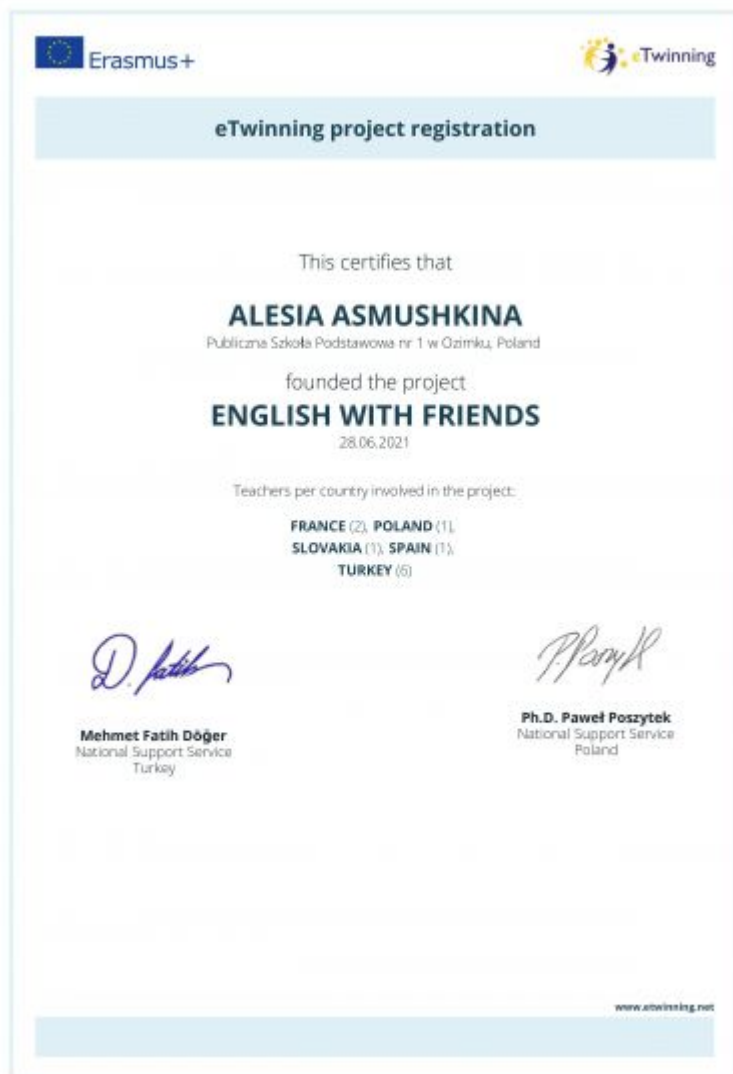 Erasmus+
eTwinning
eTwinning project registration
This certifies that
ALESIA ASMUSHKINA
Publiczna Szkoła Podstawowa nr 1 w Ozimku, Poland
founded the project
ENGLISH WITH FRIENDS
28.06.2021
Teachers per country involved in the project:
FRANCE (2), POLAND (1),
SLOVAKIA (1), SPAIN (1),
TURKEY (6)
D. Fatih
Mehmet Fatih Döğer
National Support Service
Turkey
Ph.D. Paweł Poszytek
National Support Service
Poland
www.etwinning.net